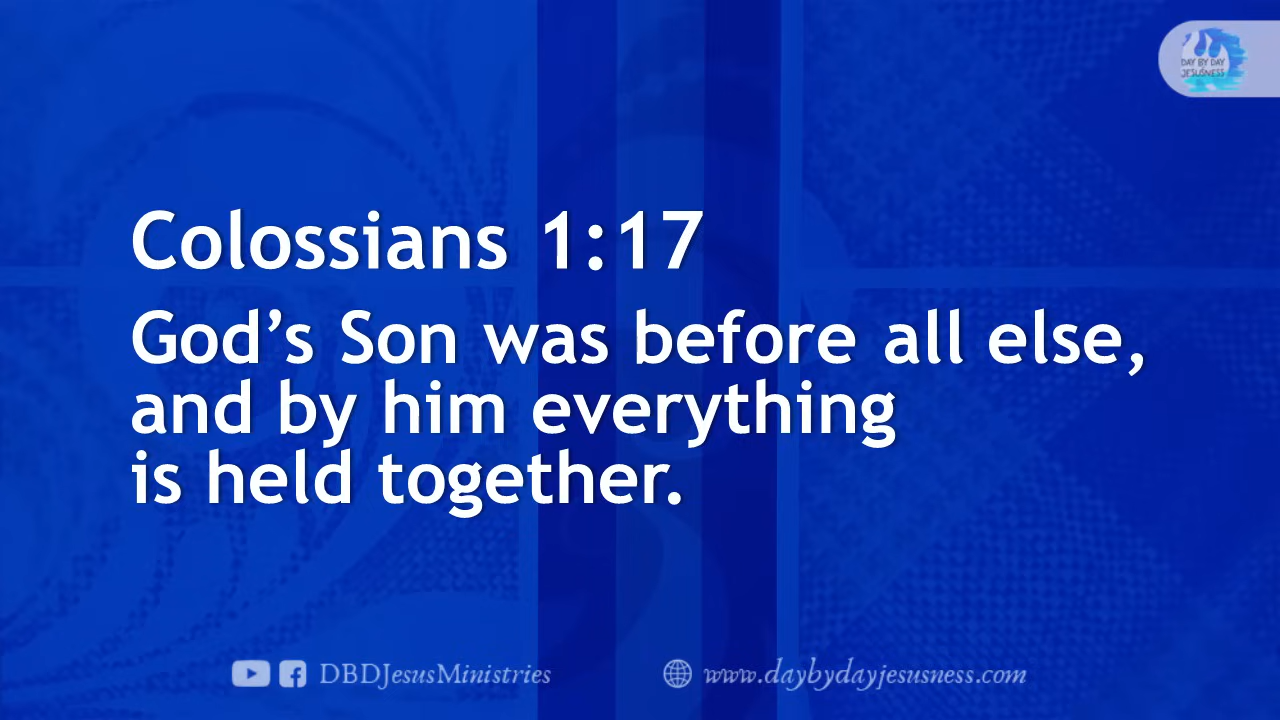 DAY BY DAY
JESUSNESS
Colossians 1:17
God’s Son was before all else,
and by him everything
is held together.
DBDJesusMinistries
www.daybydayjesusness.com